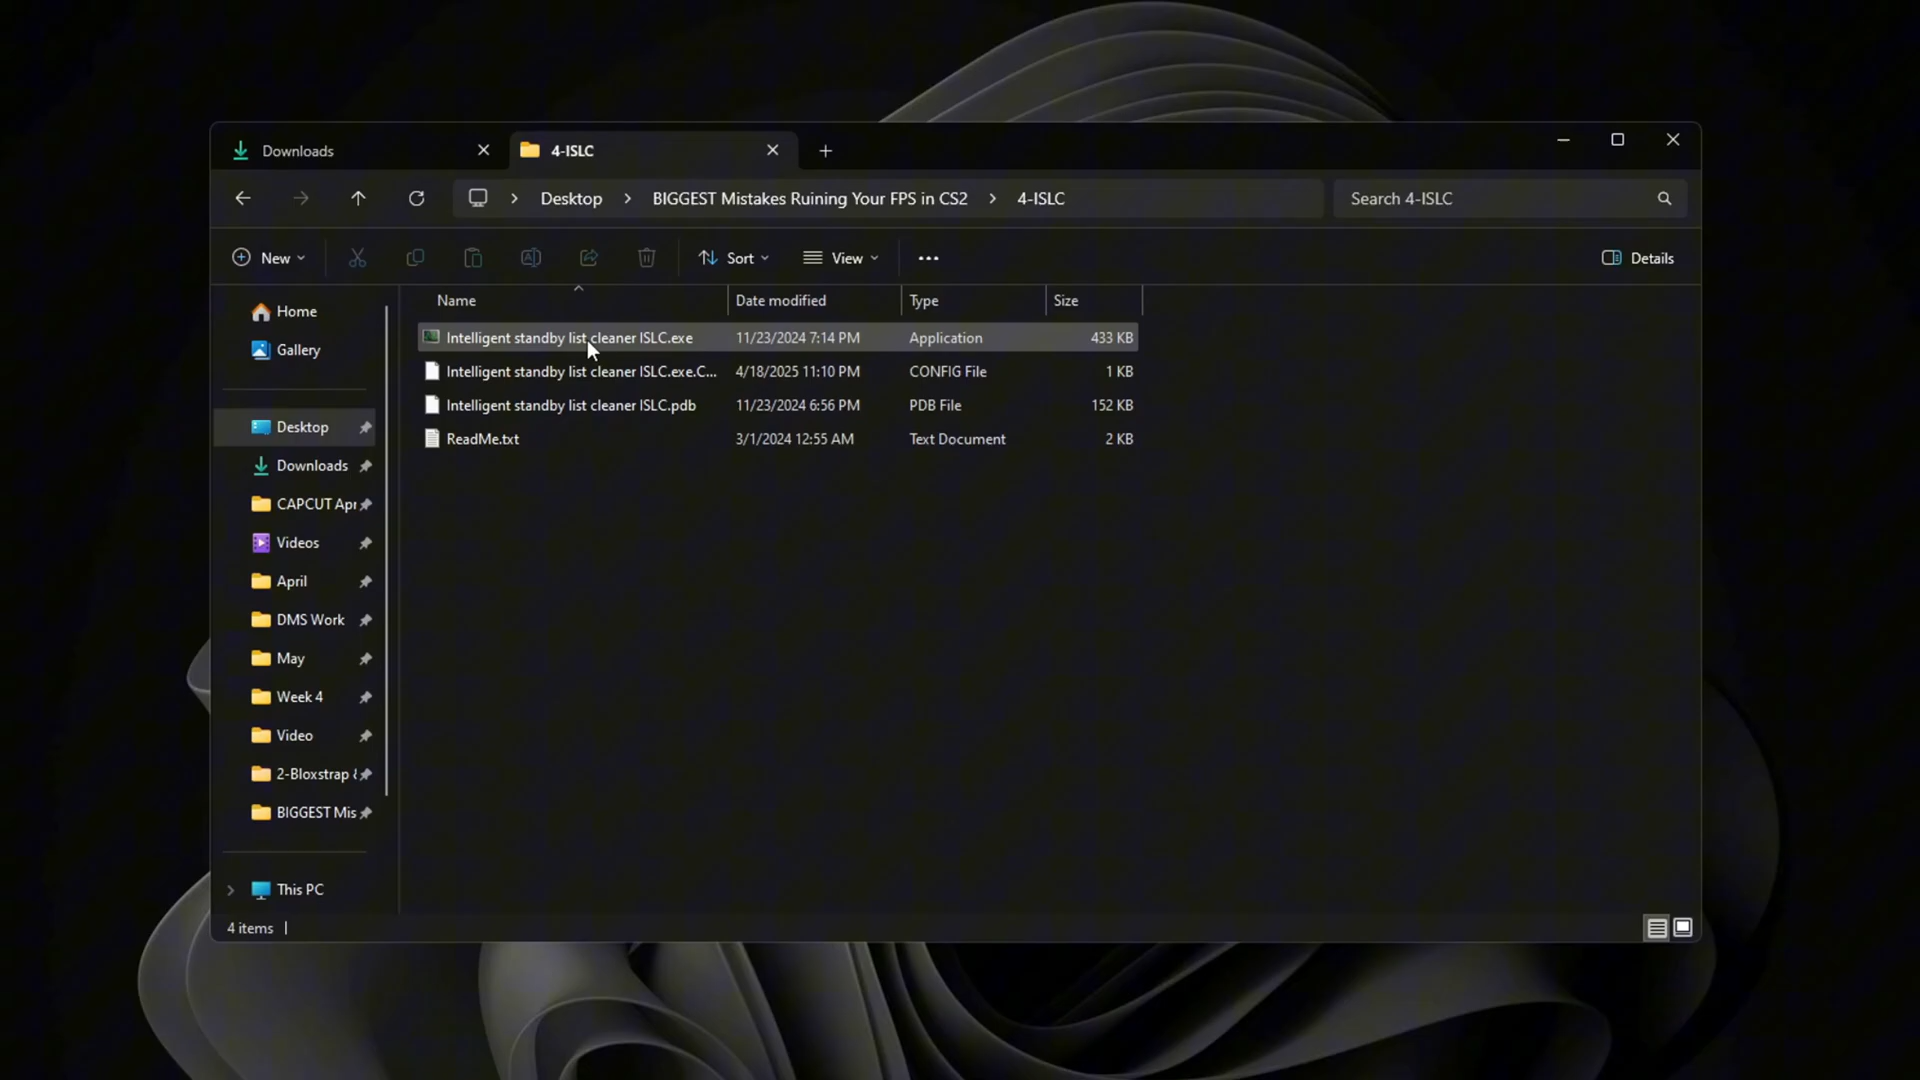 Downloads
4-ISLC
Desktop
BIGGEST Mistakes Ruining Your FPS in CS2
4-ISLC
Search 4-ISLC
New
Sort
View
Details
Name Date modified Type Size
Intelligent standby list cleaner ISLC.exe 11/23/2024 7:14 PM Application 433 KB
Intelligent standby list cleaner ISLC.exe.C... 4/18/2025 11:10 PM CONFIG File 1 KB
Intelligent standby list cleaner ISLC.pdb 11/23/2024 6:56 PM PDB File 152 KB
ReadMe.txt 3/1/2024 12:55 AM Text Document 2 KB
Home
Gallery
Desktop
Downloads
CAPCUT Apr
Videos
April
DMS Work
May
Week 4
Video
2-Bloxstrap
BIGGEST Mis
This PC
4 items